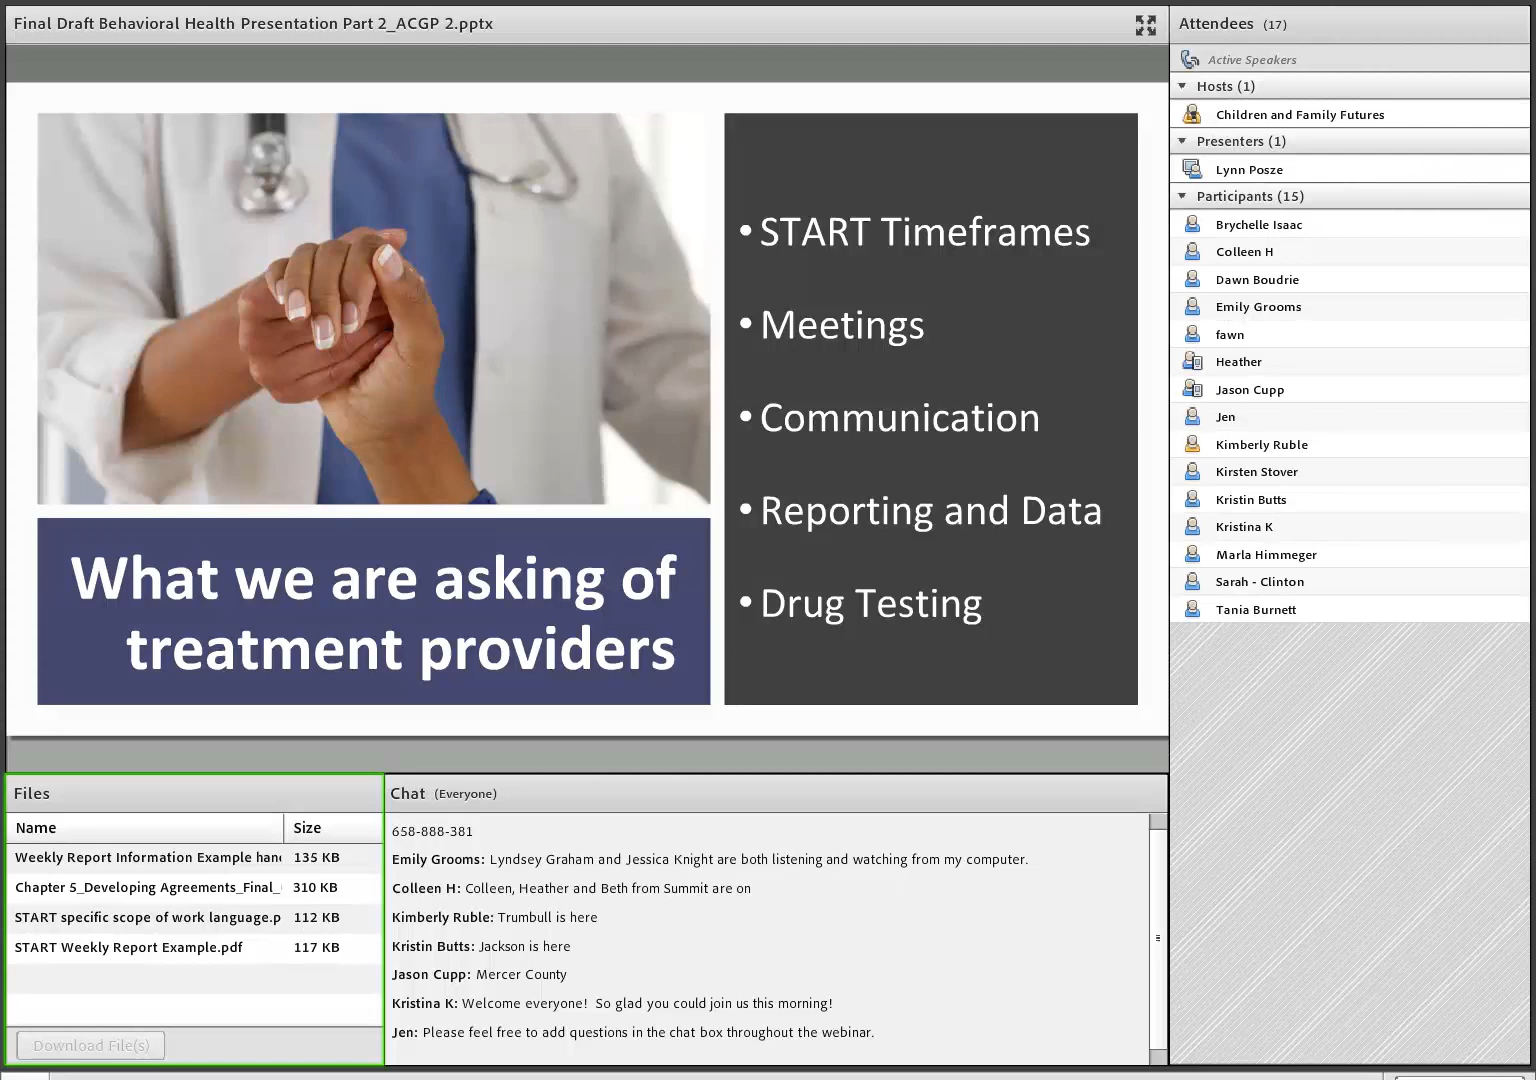 Final Draft Behavioral Health Presentation Part 2_ACGP 2.pptx
What we are asking of
treatment providers
• START Timeframes
• Meetings
• Communication
• Reporting and Data
• Drug Testing
Attendees (17)
Active Speakers
Hosts (1)
Children and Family Futures
Presenters (1)
Lynn Posze
Participants (15)
Brychelle Isaac
Colleen H
Dawn Boudrie
Emily Grooms
fawn
Heather
Jason Cupp
Jen
Kimberly Ruble
Kirsten Stover
Kristin Butts
Kristina K
Marla Himmeger
Sarah - Clinton
Tania Burnett
Files
Name Size
Weekly Report Information Example 135 KB
Chapter 5_Developing Agreements_Final_ 310 KB
START specific scope of work language.p 112 KB
START Weekly Report Example.pdf 117 KB
Download File(s)
Chat (Everyone)
658-888-381
Emily Grooms: Lyndsey Graham and Jessica Knight are both listening and watching from my computer.
Colleen H: Colleen, Heather and Beth from Summit are on
Kimberly Ruble: Trumbull is here
Kristin Butts: Jackson is here
Jason Cupp: Mercer County
Kristina K: Welcome everyone! So glad you could join us this morning!
Jen: Please feel free to add questions in the chat box throughout the webinar.